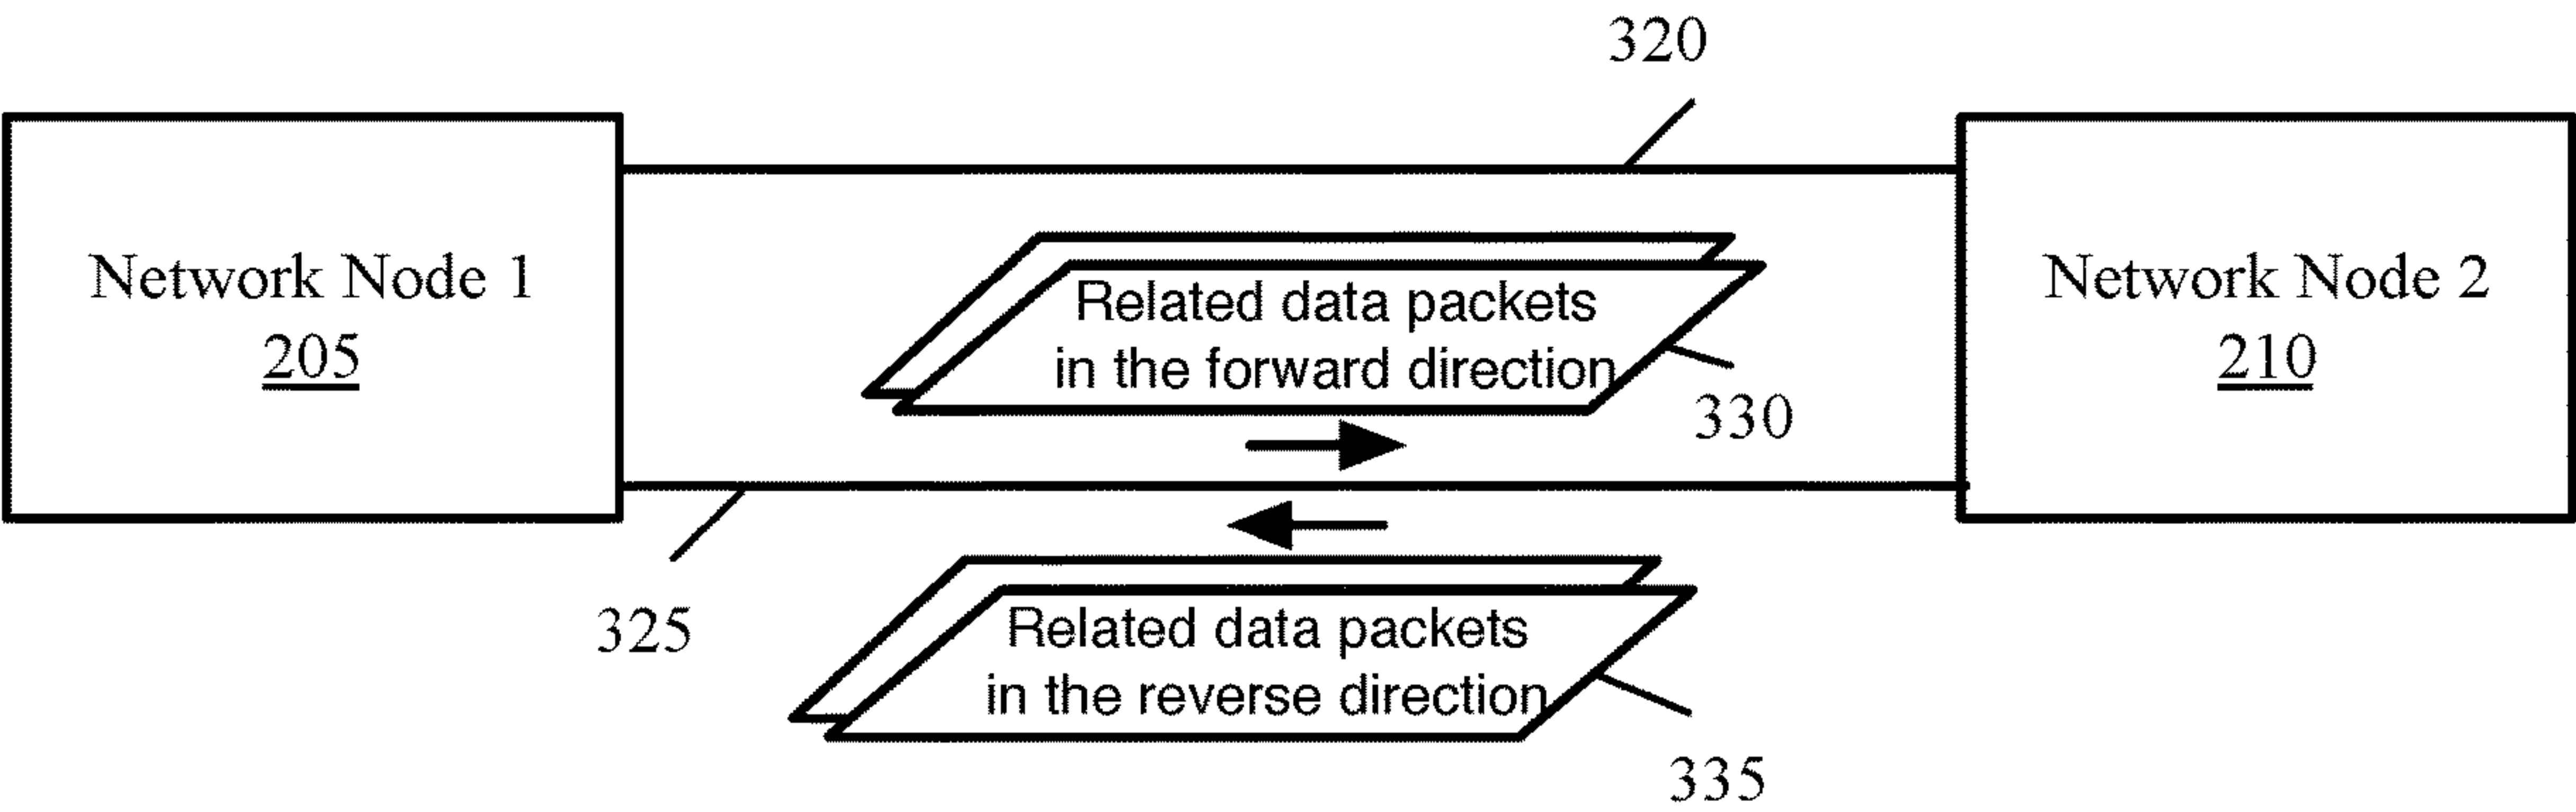 320
Network Node 1
205
Related data packets
in the forward direction
330
Network Node 2
210
325
Related data packets
in the reverse direction
335